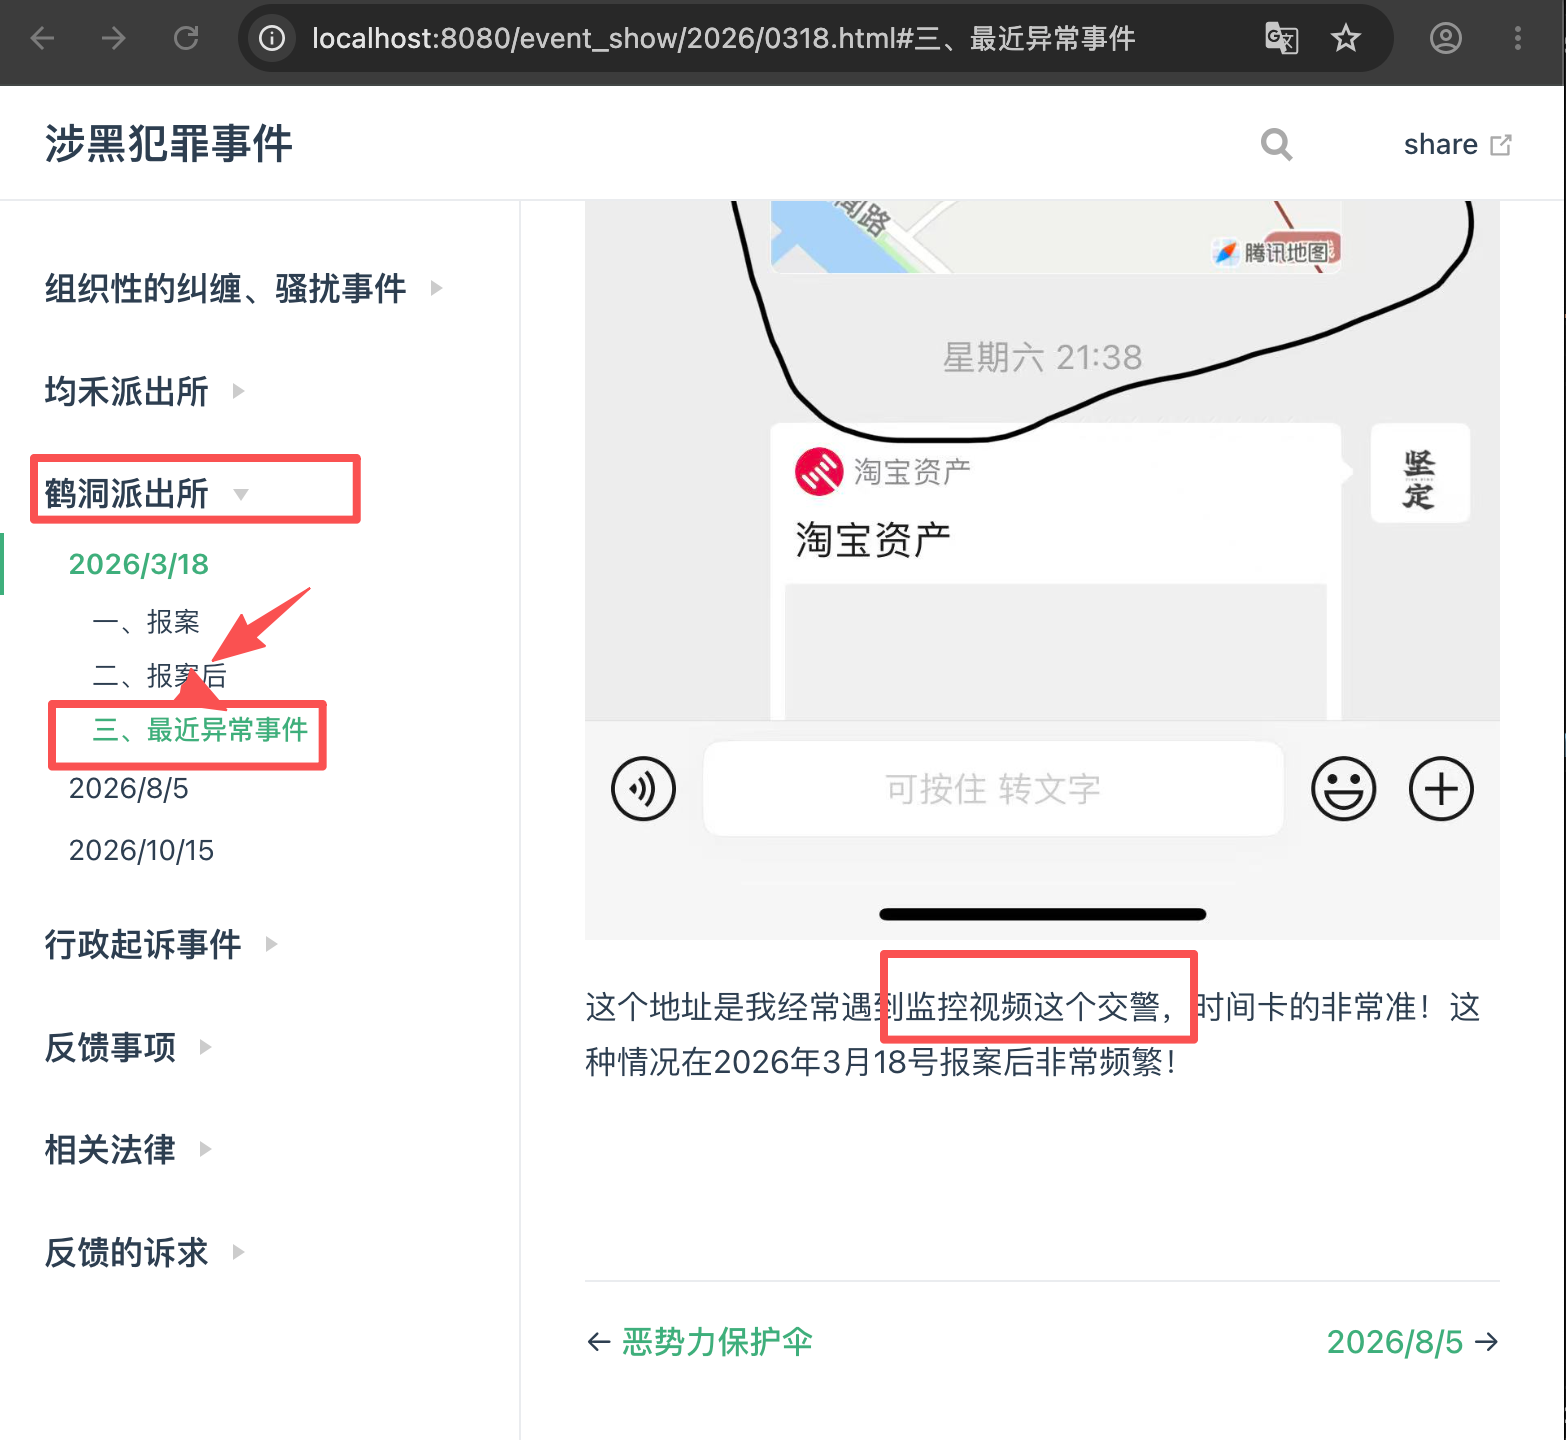 localhost:8080/event_show/2026/0318.html#三、最近异常事件
涉黑犯罪事件
share
组织性的纠缠、骚扰事件
均禾派出所
鹤洞派出所
2026/3/18
一、报案
二、报案后
三、最近异常事件
2026/8/5
2026/10/15
行政起诉事件
反馈事项
相关法律
反馈的诉求
闻路
腾讯地图
星期六 21:38
淘宝资产
淘宝资产
坚定
可按住 转文字
这个地址是我经常遇到监控视频这个交警，时间卡的非常准！这
种情况在2026年3月18号报案后非常频繁！
← 恶势力保护伞
2026/8/5 →